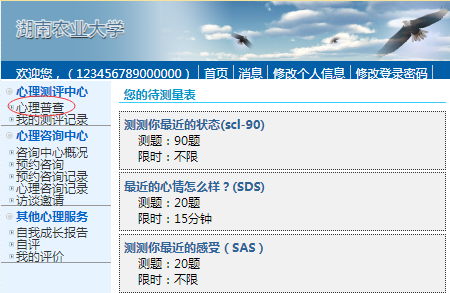 湖南农业大学
欢迎您，（123456789000000） | 首页 | 消息 | 修改个人信息 | 修改登录密码 |
心理测评中心
心理普查
我的测评记录
心理咨询中心
咨询中心概况
预约咨询
预约咨询记录
心理咨询记录
访谈邀请
其他心理服务
自我成长报告
自评
我的评价
您的待测量表
测测你最近的状态(scl-90)
测题：90题
限时：不限
最近的心情怎么样？(SDS)
测题：20题
限时：15分钟
测测你最近的感受（SAS）
测题：20题
限时：不限